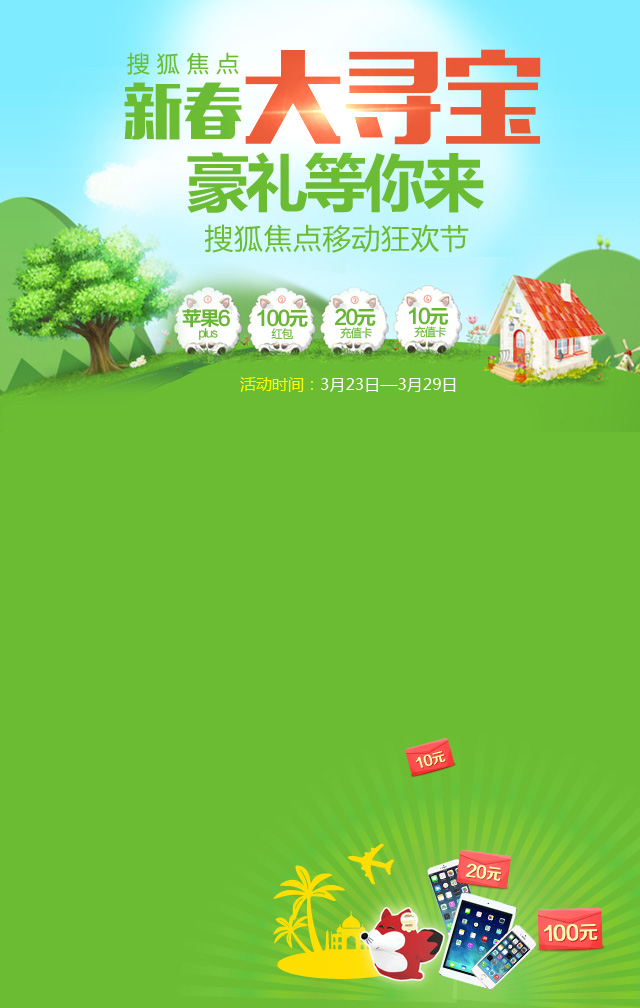 搜狐焦点
新春大寻宝
豪礼等你来
搜狐焦点移动狂欢节
① ② ③ ④
苹果6 100元 20元 10元
plus 红包 充值卡 充值卡
活动时间：3月23日—3月29日
10元
20元
100元